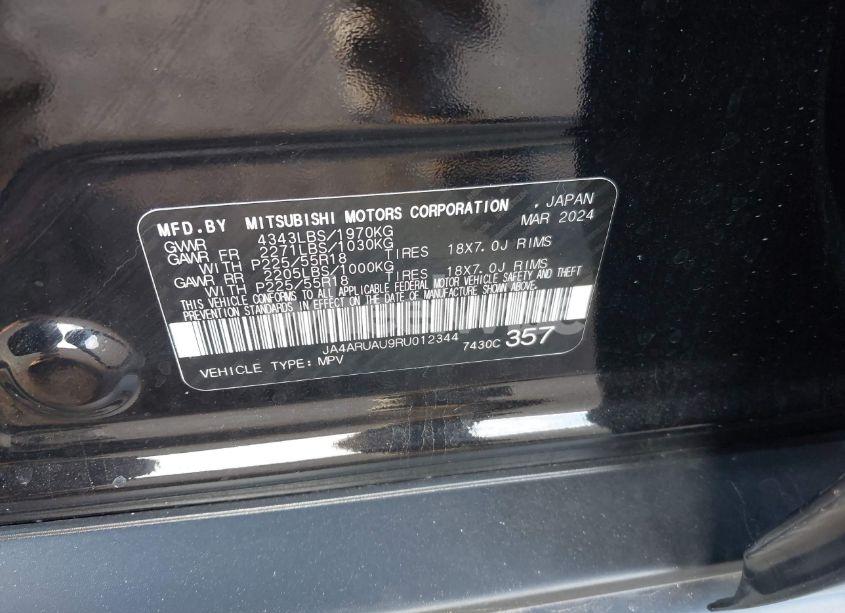 MFD.BY MITSUBISHI MOTORS CORPORATION , JAPAN
GVWR 4343LBS/1970KG MAR 2024
GAWR FR 2271LBS/1030KG
WITH P225/55R18 TIRES 18X7.0J RIMS
GAWR RR 2205LBS/1000KG
WITH P225/55R18 TIRES 18X7.0J RIMS
THIS VEHICLE CONFORMS TO ALL APPLICABLE FEDERAL MOTOR VEHICLE SAFETY AND THEFT
PREVENTION STANDARDS IN EFFECT ON THE DATE OF MANUFACTURE SHOWN ABOVE.
JA4ARUAU9RU012344 7430C 357
VEHICLE TYPE: MPV